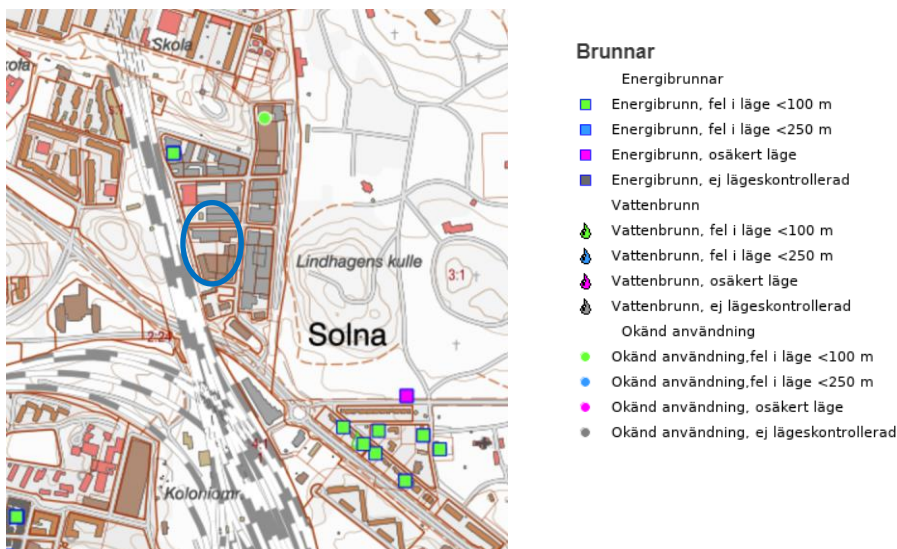 Skola
kola
Lindhagens kulle
3:1
Solna
2:24
Koloniomr.
Brunnar
Energibrunnar
Energibrunn, fel i läge <100 m
Energibrunn, fel i läge <250 m
Energibrunn, osäkert läge
Energibrunn, ej lägeskontrollerad
Vattenbrunn
Vattenbrunn, fel i läge <100 m
Vattenbrunn, fel i läge <250 m
Vattenbrunn, osäkert läge
Vattenbrunn, ej lägeskontrollerad
Okänd användning
Okänd användning,fel i läge <100 m
Okänd användning,fel i läge <250 m
Okänd användning, osäkert läge
Okänd användning, ej lägeskontrollerad